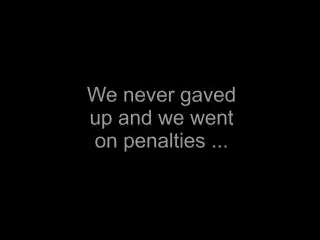 We never gaved
up and we went
on penalties ...